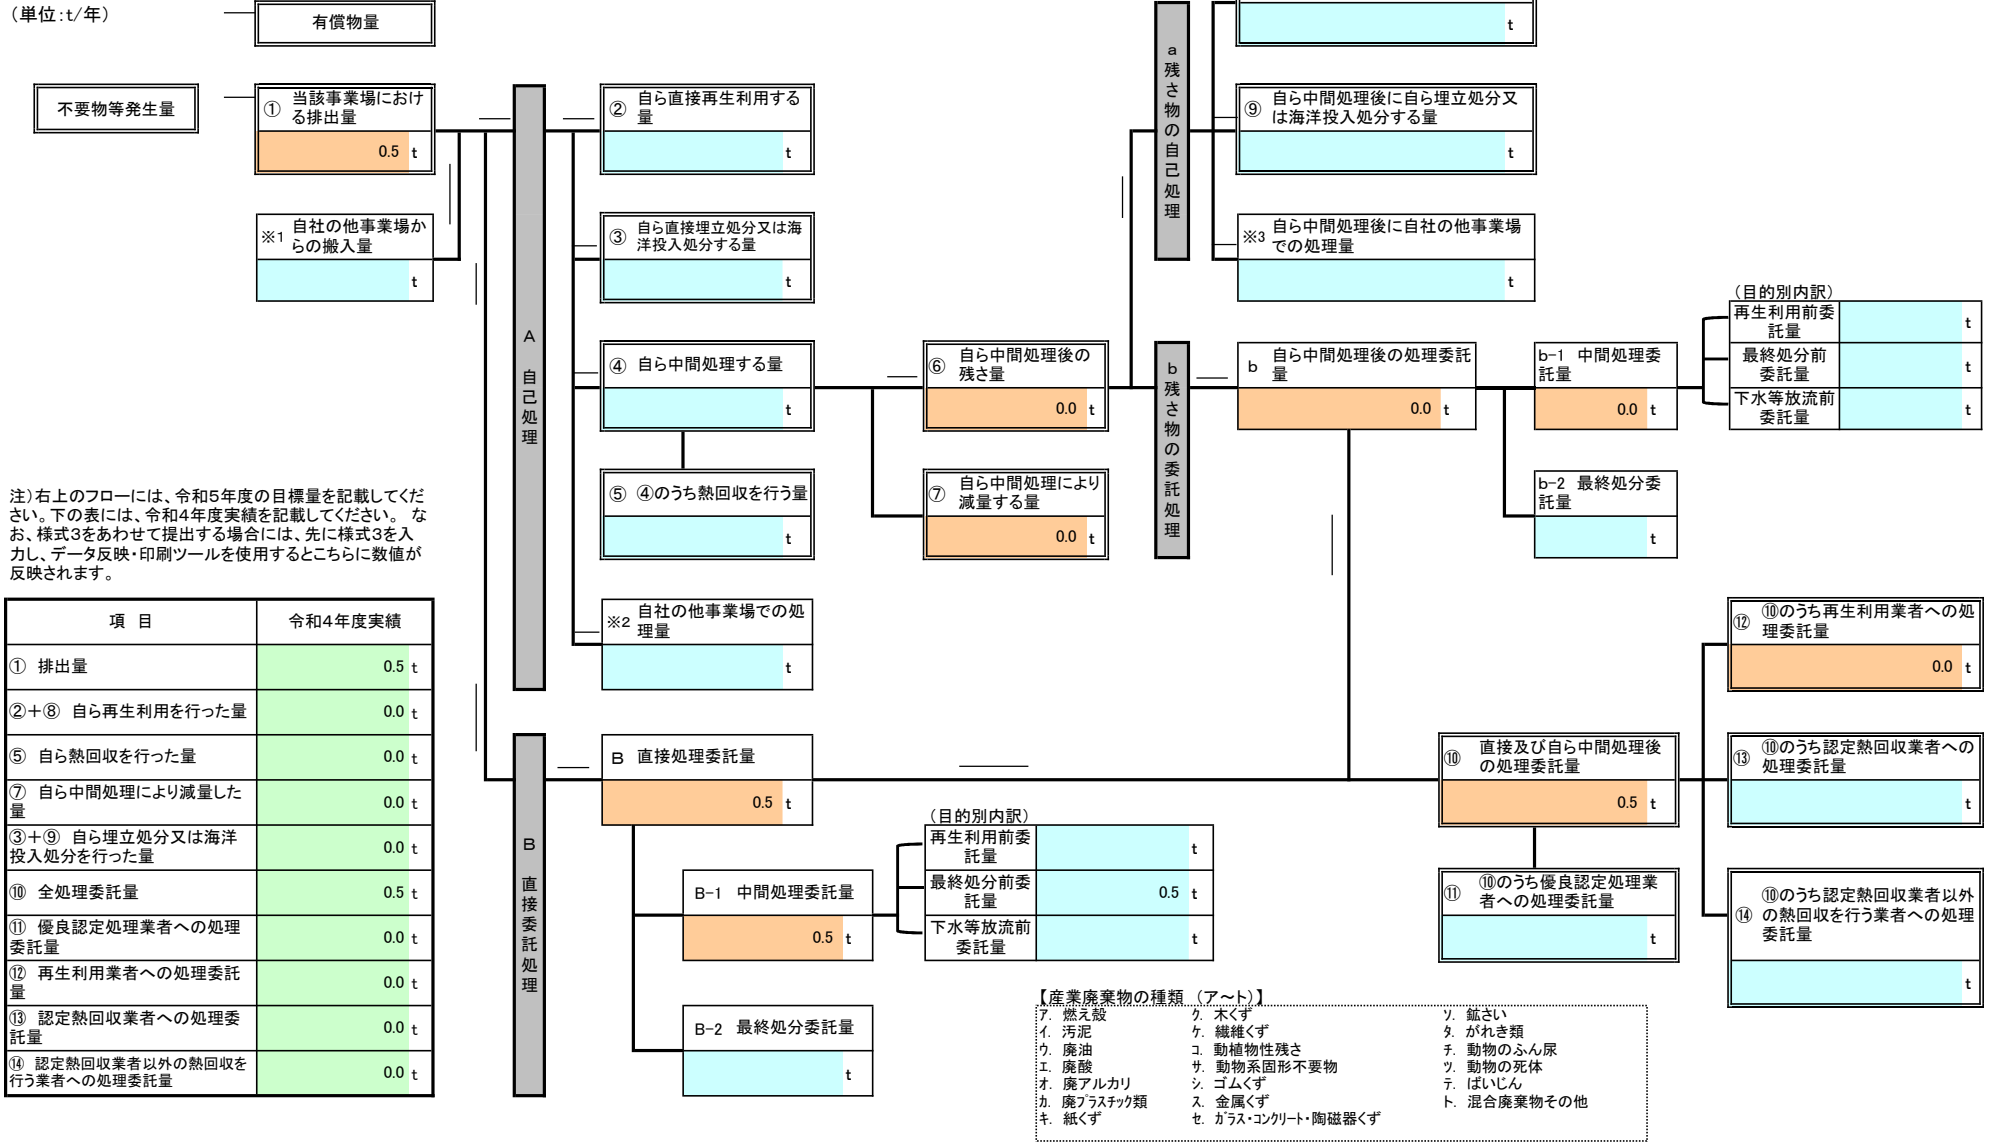 （単位：t/年）
有償物量
不要物等発生量
① 当該事業場におけ
る排出量
0.5 t
※1 自社の他事業場か
らの搬入量
t
A 自己処理
② 自ら直接再生利用する
量
t
③ 自ら直接埋立処分又は海
洋投入処分する量
t
④ 自ら中間処理する量
t
⑤ ④のうち熱回収を行う量
t
※2 自社の他事業場での処
理量
t
⑥ 自ら中間処理後の
残さ量
0.0 t
⑦ 自ら中間処理により
減量する量
0.0 t
a 残さ物の自己処理
t
⑨ 自ら中間処理後に自ら埋立処分又
は海洋投入処分する量
t
※3 自ら中間処理後に自社の他事業場
での処理量
t
b 残さ物の委託処理
b 自ら中間処理後の処理委託
量
0.0 t
b-1 中間処理委
託量
0.0 t
b-2 最終処分委
託量
t
（目的別内訳）
再生利用前委
託量
t
最終処分前
委託量
t
下水等放流前
委託量
t
注）右上のフローには、令和5年度の目標量を記載してくだ
さい。下の表には、令和4年度実績を記載してください。 な
お、様式3をあわせて提出する場合には、先に様式3を入
力し、データ反映・印刷ツールを使用するとこちらに数値が
反映されます。
項 目 令和4年度実績
① 排出量 0.5 t
②＋⑧ 自ら再生利用を行った量 0.0 t
⑤ 自ら熱回収を行った量 0.0 t
⑦ 自ら中間処理により減量した
量 0.0 t
③＋⑨ 自ら埋立処分又は海洋
投入処分を行った量 0.0 t
⑩ 全処理委託量 0.5 t
⑪ 優良認定処理業者への処理
委託量 0.0 t
⑫ 再生利用業者への処理委託
量 0.0 t
⑬ 認定熱回収業者への処理委
託量 0.0 t
⑭ 認定熱回収業者以外の熱回収を
行う業者への処理委託量 0.0 t
B 直接委託処理
B 直接処理委託量
0.5 t
B-1 中間処理委託量
0.5 t
B-2 最終処分委託量
t
（目的別内訳）
再生利用前委
託量
t
最終処分前委
託量
0.5 t
下水等放流前
委託量
t
⑩ 直接及び自ら中間処理後
の処理委託量
0.5 t
⑪ ⑩のうち優良認定処理業
者への処理委託量
t
⑫ ⑩のうち再生利用業者への処
理委託量
0.0 t
⑬ ⑩のうち認定熱回収業者への
処理委託量
t
⑭ ⑩のうち認定熱回収業者以外
の熱回収を行う業者への処理
委託量
t
【産業廃棄物の種類 （ア～ト）】
ア. 燃え殻 ク. 木くず ソ. 鉱さい
イ. 汚泥 ケ. 繊維くず タ. がれき類
ウ. 廃油 コ. 動植物性残さ チ. 動物のふん尿
エ. 廃酸 サ. 動物系固形不要物 ツ. 動物の死体
オ. 廃アルカリ シ. ゴムくず テ. ばいじん
カ. 廃プラスチック類 ス. 金属くず ト. 混合廃棄物その他
キ. 紙くず セ. ガラス・コンクリート・陶磁器くず